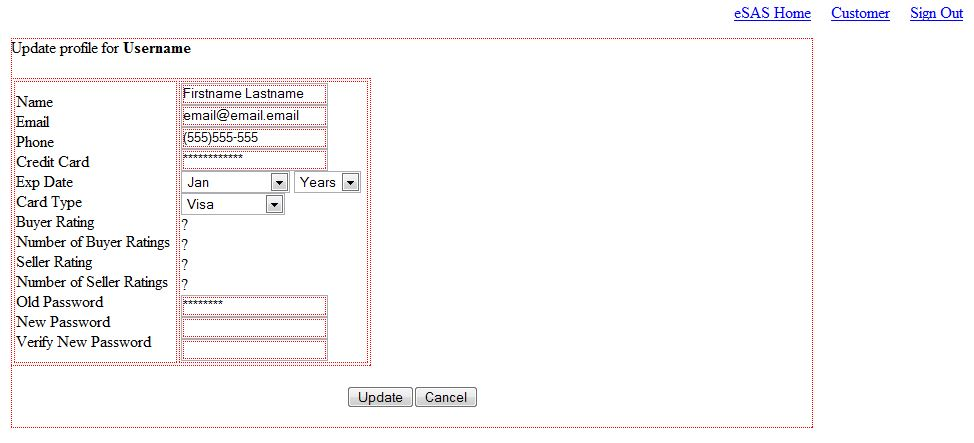 eSAS Home Customer Sign Out
Update profile for Username
Name Firstname Lastname
Email email@email.email
Phone (555)555-555
Credit Card ************
Exp Date Jan Years
Card Type Visa
Buyer Rating ?
Number of Buyer Ratings ?
Seller Rating ?
Number of Seller Ratings ?
Old Password ********
New Password
Verify New Password
Update Cancel